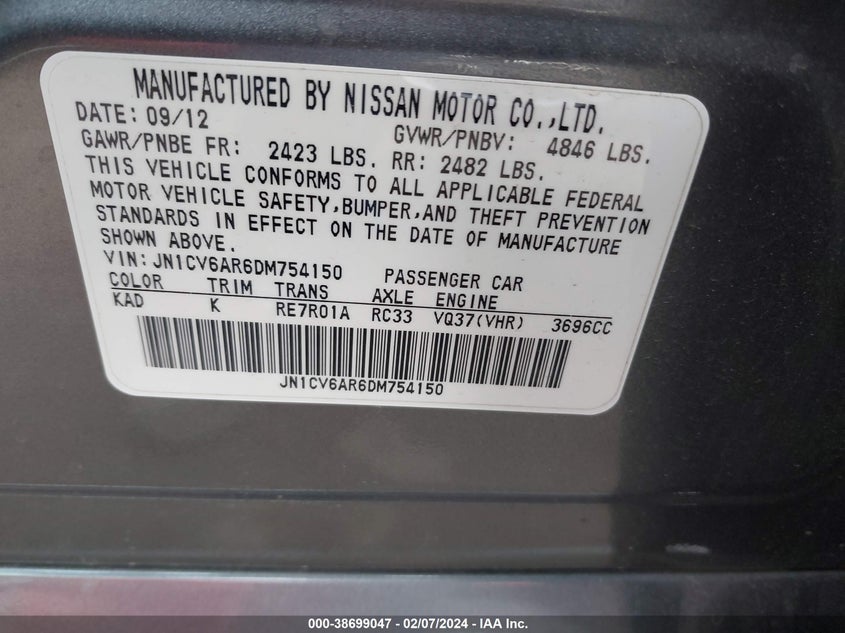 MANUFACTURED BY NISSAN MOTOR CO.,LTD.
DATE: 09/12 GVWR/PNBV: 4846 LBS.
GAWR/PNBE FR: 2423 LBS. RR: 2482 LBS.
THIS VEHICLE CONFORMS TO ALL APPLICABLE FEDERAL
MOTOR VEHICLE SAFETY,BUMPER,AND THEFT PREVENTION
STANDARDS IN EFFECT ON THE DATE OF MANUFACTURE
SHOWN ABOVE.
VIN: JN1CV6AR6DM754150 PASSENGER CAR
COLOR TRIM TRANS AXLE ENGINE
KAD K RE7R01A RC33 VQ37(VHR) 3696CC
JN1CV6AR6DM754150
000-38699047 - 02/07/2024 - IAA Inc.